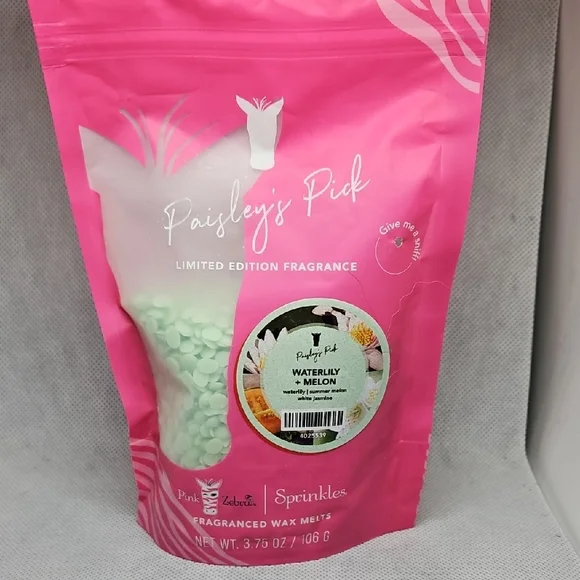 Paisley's Pick
LIMITED EDITION FRAGRANCE
Give me a sniff!
Paisley's Pick
WATERLILY
+ MELON
waterlily | summer melon
white jasmine
4025539
Pink Zebra | Sprinkles
FRAGRANCED WAX MELTS
NET WT. 3.75 OZ / 106 G